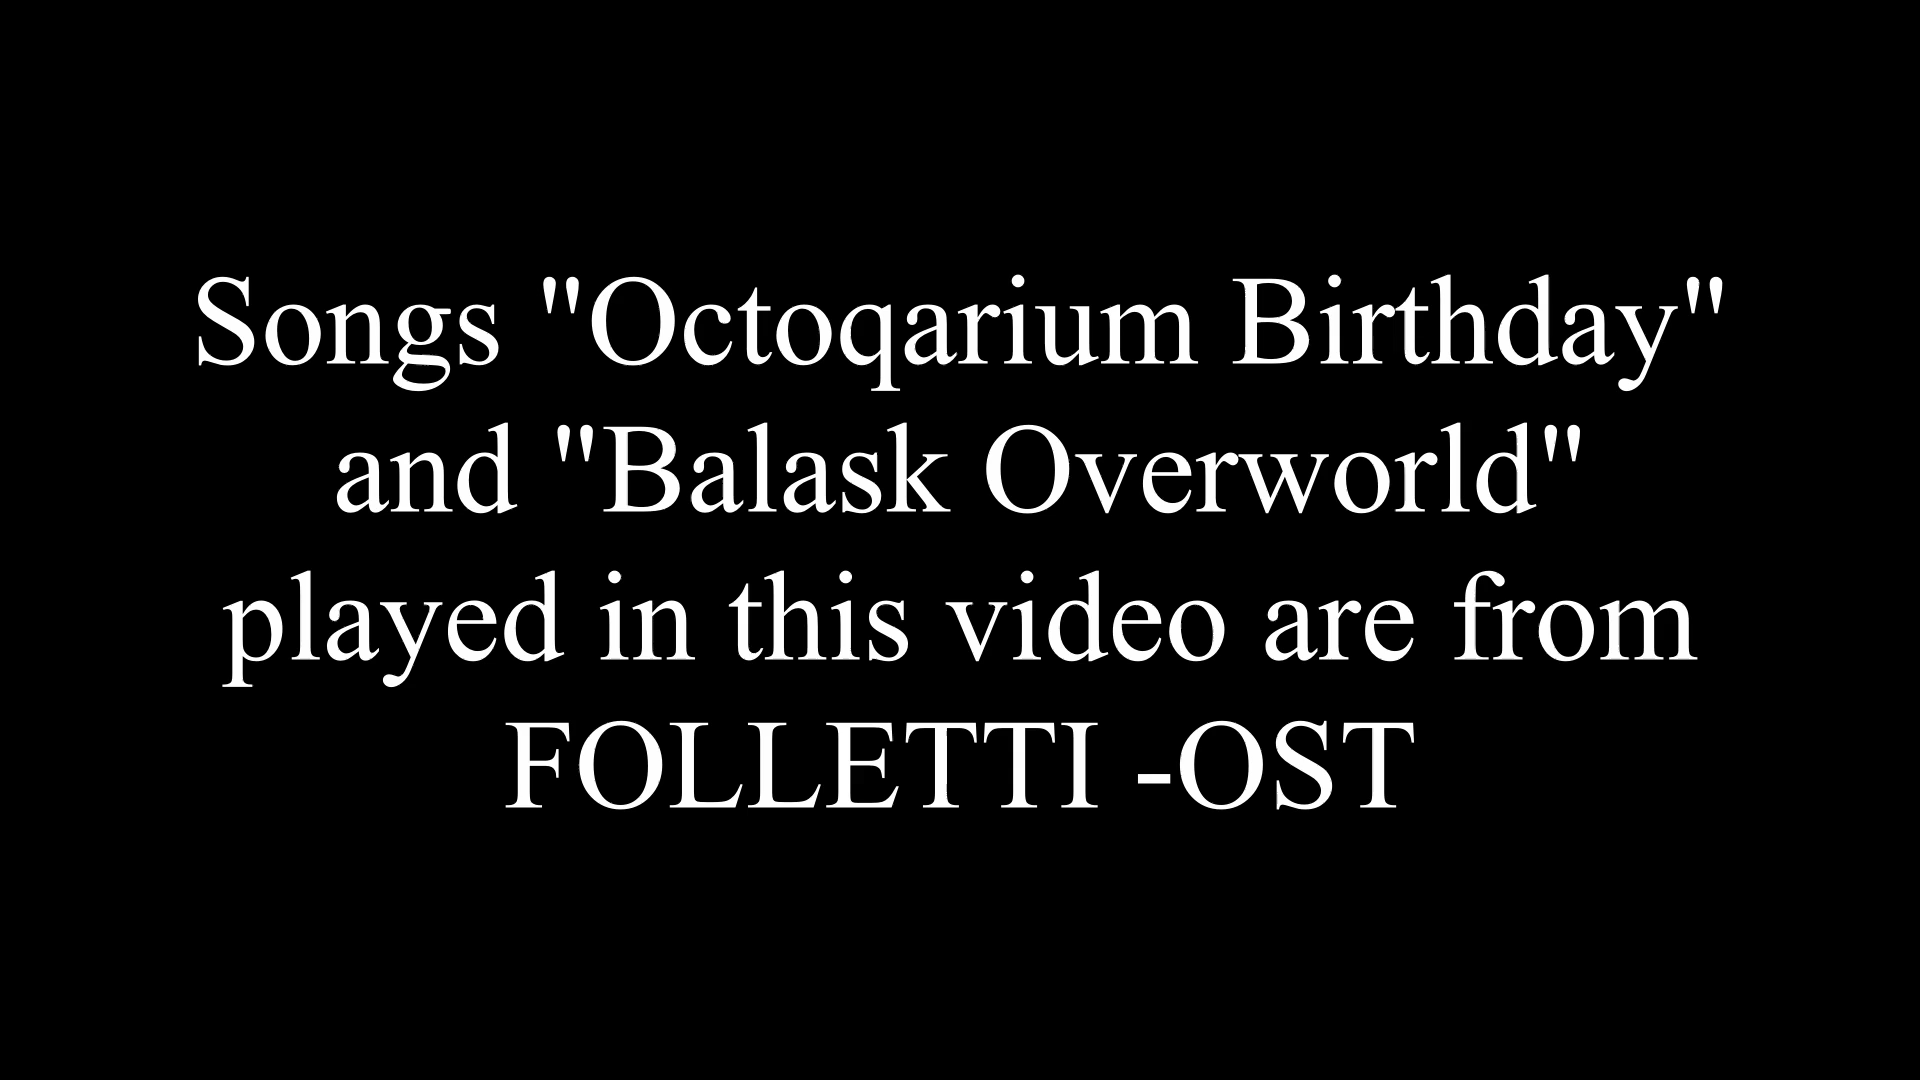 Songs "Octoqarium Birthday"
and "Balask Overworld"
played in this video are from
FOLLETTI -OST